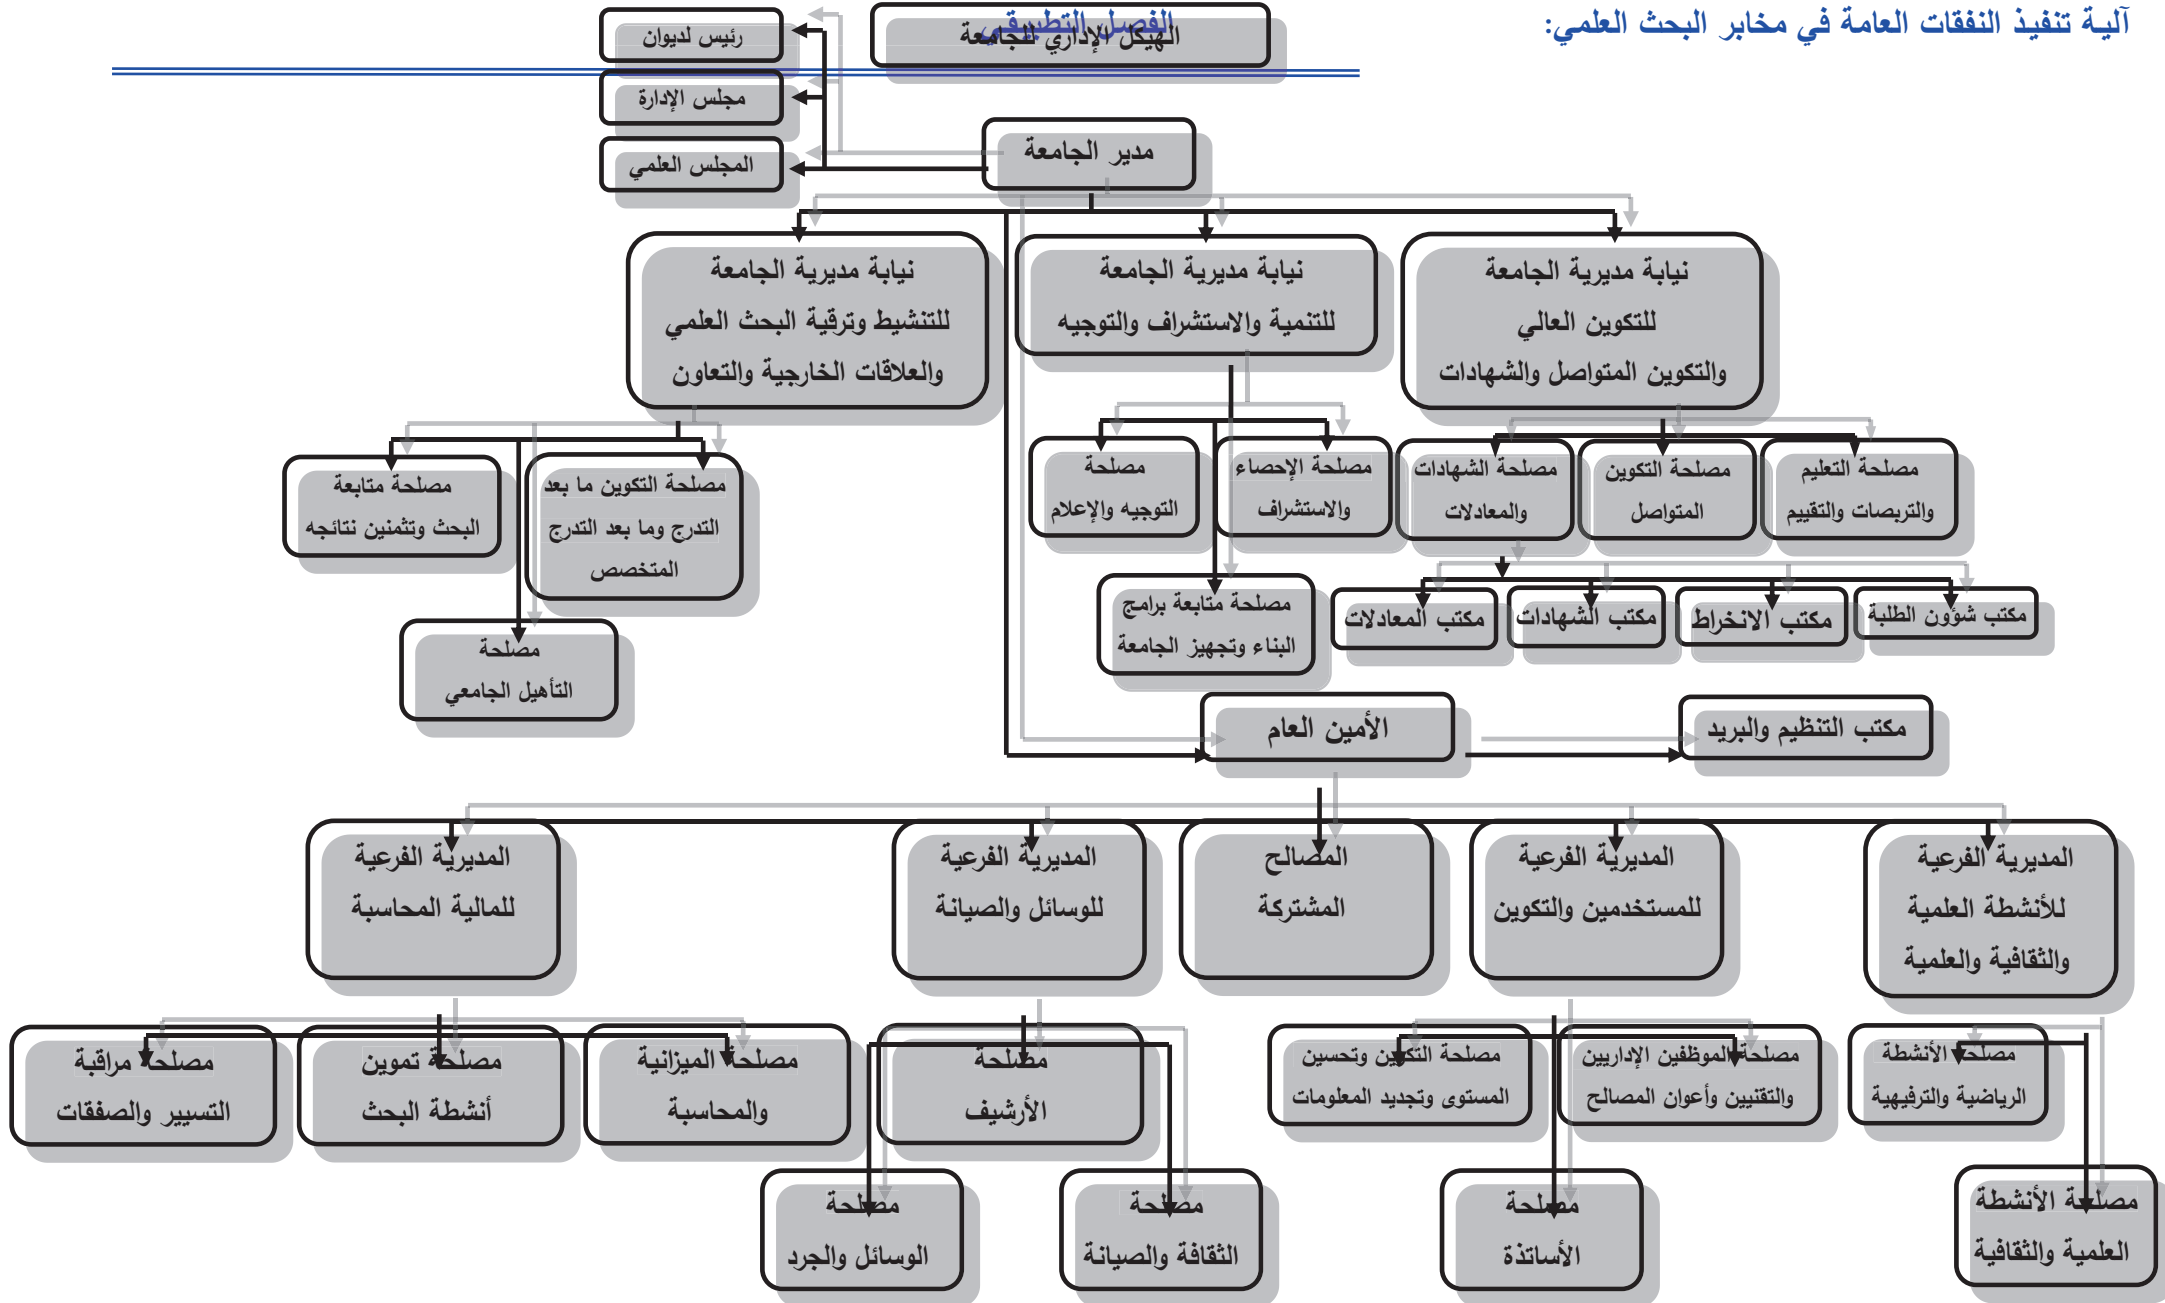 آلية تنفيذ النفقات العامة في مخابر البحث العلمي:
الفصل التطبيقي
الهيكل الإداري للجامعة
رئيس لديوان
مجلس الإدارة
المجلس العلمي
مدير الجامعة
نيابة مديرية الجامعة
للتكوين العالي
والتكوين المتواصل والشهادات
نيابة مديرية الجامعة
للتنمية والاستشراف والتوجيه
نيابة مديرية الجامعة
للتنشيط وترقية البحث العلمي
والعلاقات الخارجية والتعاون
مصلحة التعليم
والتربصات والتقييم
مصلحة التكوين
المتواصل
مصلحة الشهادات
والمعادلات
مصلحة الإحصاء
والاستشراف
مصلحة
التوجيه والإعلام
مصلحة التكوين ما بعد
التدرج وما بعد التدرج
المتخصص
مصلحة متابعة
البحث وتثمنين نتائجه
مكتب شؤون الطلبة
مكتب الانخراط
مكتب الشهادات
مكتب المعادلات
مصلحة متابعة برامج
البناء وتجهيز الجامعة
مصلحة
التأهيل الجامعي
مكتب التنظيم والبريد
الأمين العام
المديرية الفرعية
للأنشطة العلمية
والثقافية والعلمية
المديرية الفرعية
للمستخدمين والتكوين
المصالح
المشتركة
المديرية الفرعية
للوسائل والصيانة
المديرية الفرعية
للمالية المحاسبة
مصلحة الأنشطة
الرياضية والترفيهية
مصلحة الموظفين الإداريين
والتقنيين وأعوان المصالح
مصلحة التكوين وتحسين
المستوى وتجديد المعلومات
مصلحة
الأرشيف
مصلحة الميزانية
والمحاسبة
مصلحة تموين
أنشطة البحث
مصلحة مراقبة
التسيير والصفقات
مصلحة الأنشطة
العلمية والثقافية
مصلحة
الأساتذة
مصلحة
الثقافة والصيانة
مصلحة
الوسائل والجرد